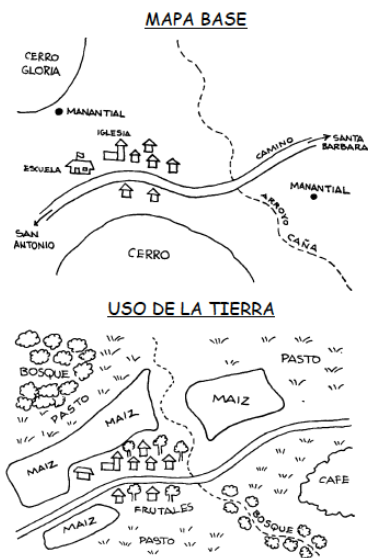 MAPA BASE
CERRO
GLORIA
MANANTIAL
IGLESIA
ESCUELA
CAMINO
SANTA
BARBARA
MANANTIAL
ARROYO
CAÑA
SAN
ANTONIO
CERRO
USO DE LA TIERRA
BOSQUE
PASTO
PASTO
MAIZ
MAIZ
MAIZ
CAFE
FRUTALES
MAIZ
BOSQUE
PASTO